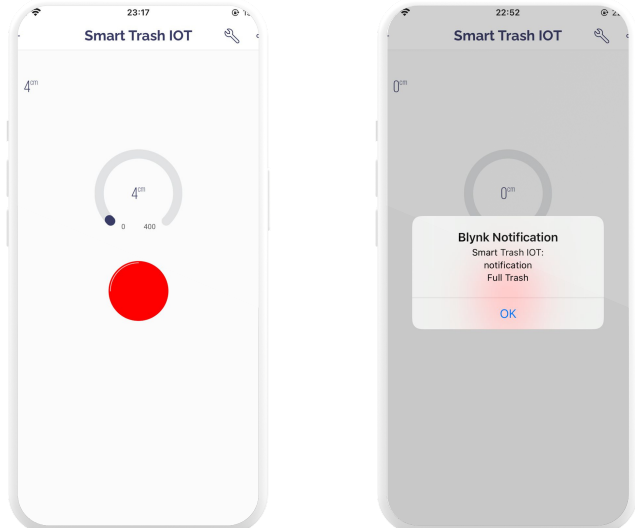 23:17
Smart Trash IOT
4cm
4cm
0 400
22:52
Smart Trash IOT
0cm
0cm
Blynk Notification
Smart Trash IOT:
notification
Full Trash
OK